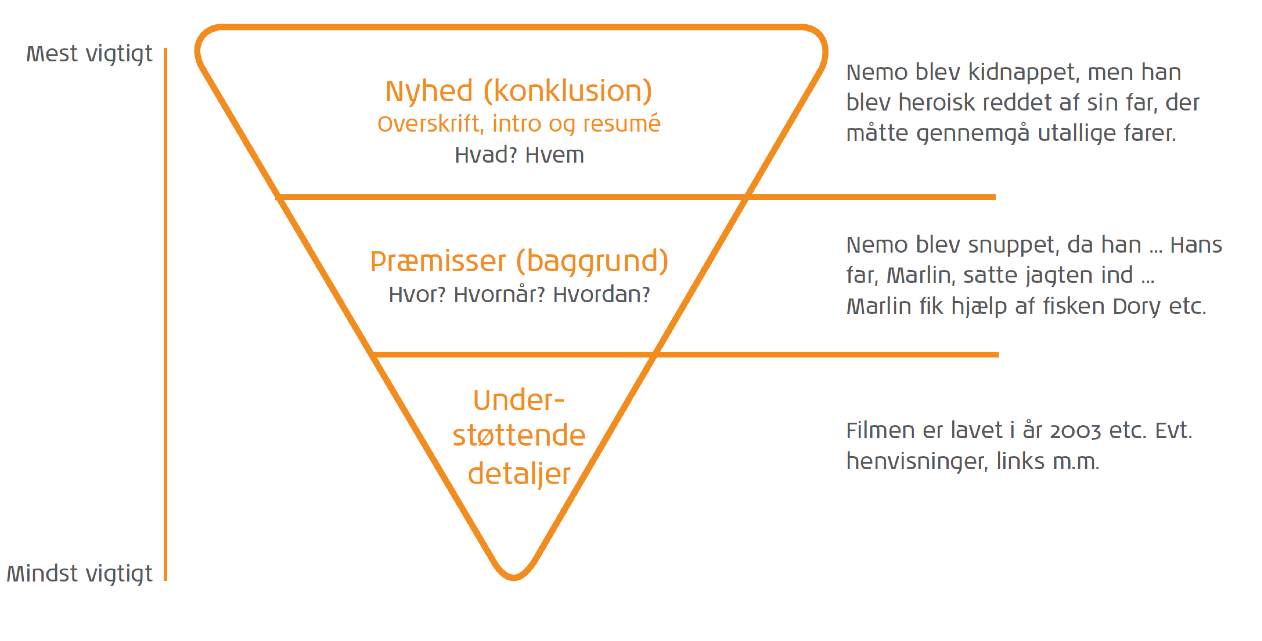 Mest vigtigt
Nyhed (konklusion)
Overskrift, intro og resumé
Hvad? Hvem
Nemo blev kidnappet, men han
blev heroisk reddet af sin far, der
måtte gennemgå utallige farer.
Præmisser (baggrund)
Hvor? Hvornår? Hvordan?
Nemo blev snuppet, da han ... Hans
far, Marlin, satte jagten ind ...
Marlin fik hjælp af fisken Dory etc.
Under-
støttende
detaljer
Filmen er lavet i år 2003 etc. Evt.
henvisninger, links m.m.
Mindst vigtigt